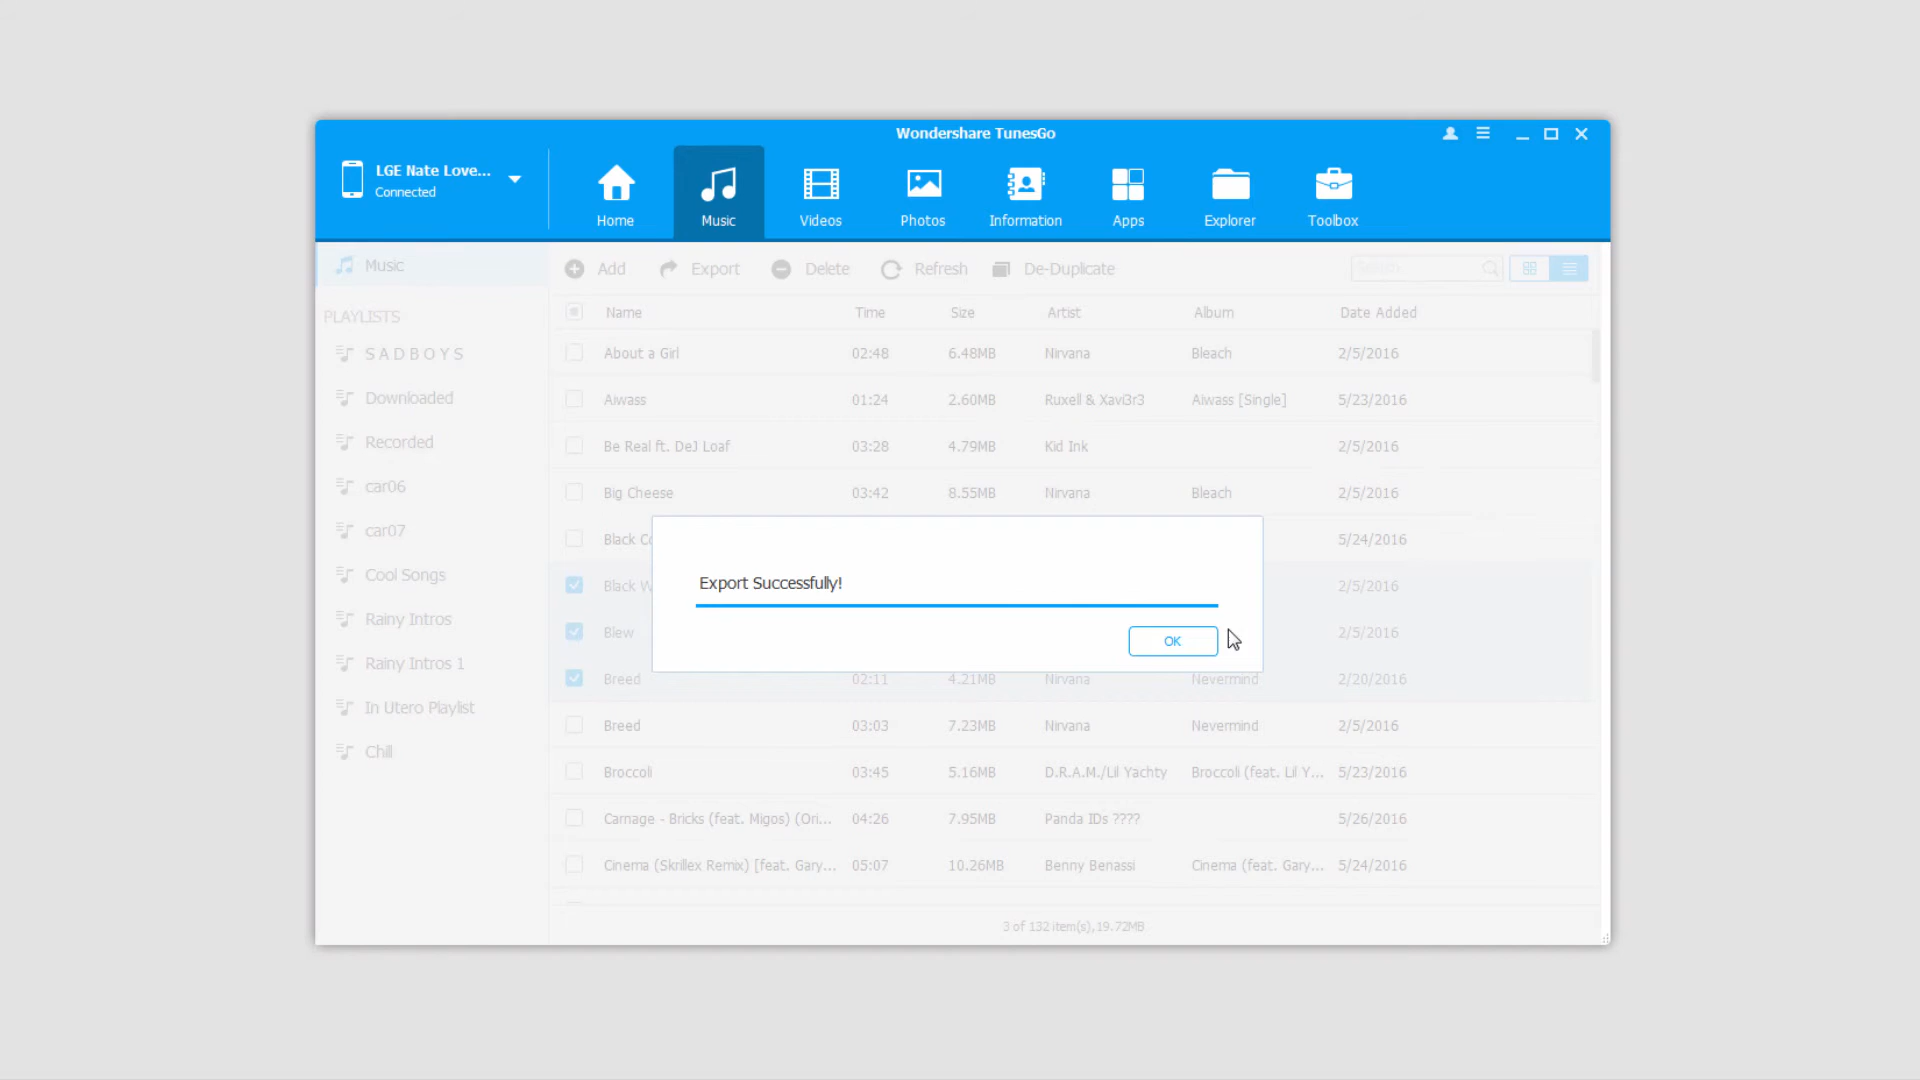 Wondershare TunesGo
LGE Nate Love...
Connected
Home
Music
Videos
Photos
Information
Apps
Explorer
Toolbox
Music
Add
Export
Delete
Refresh
De-Duplicate
Search
PLAYLISTS
S A D B O Y S
Downloaded
Recorded
car06
car07
Cool Songs
Rainy Intros
Rainy Intros 1
In Utero Playlist
Chill
Name Time Size Artist Album Date Added
About a Girl 02:48 6.48MB Nirvana Bleach 2/5/2016
Aiwass 01:24 2.60MB Ruxell & Xavi3r3 Aiwass [Single] 5/23/2016
Be Real ft. DeJ Loaf 03:28 4.79MB Kid Ink 2/5/2016
Big Cheese 03:42 8.55MB Nirvana Bleach 2/5/2016
Black 5/24/2016
Black 2/5/2016
Blew 2/5/2016
Breed 02:11 4.21MB Nirvana Nevermind 2/20/2016
Breed 03:03 7.23MB Nirvana Nevermind 2/5/2016
Broccoli 03:45 5.16MB D.R.A.M./Lil Yachty Broccoli (feat. Lil Y... 5/23/2016
Carnage - Bricks (feat. Migos) (Ori... 04:26 7.95MB Panda IDs ???? 5/26/2016
Cinema (Skrillex Remix) [feat. Gary... 05:07 10.26MB Benny Benassi Cinema (feat. Gary... 5/24/2016
3 of 132 item(s),19.72MB
Export Successfully!
OK